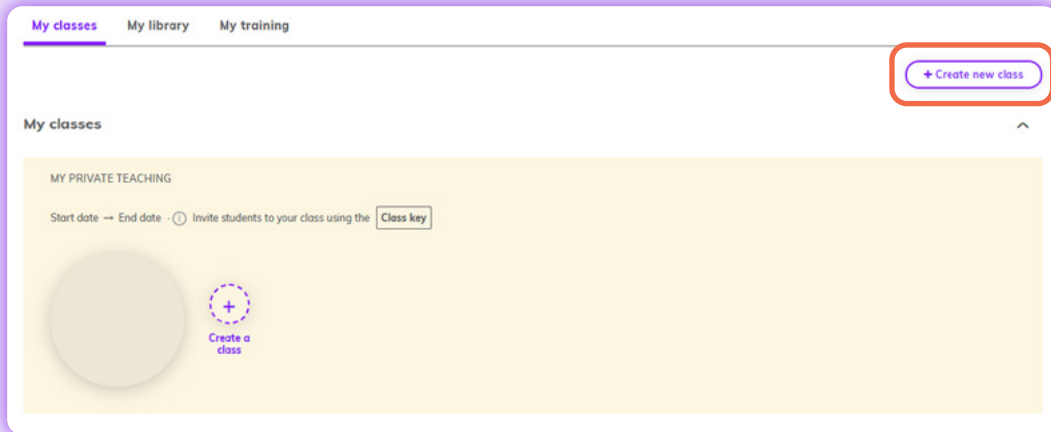 My classes My library My training
+ Create new class
My classes
MY PRIVATE TEACHING
Start date → End date · ⓘ Invite students to your class using the Class key
+
Create a
class